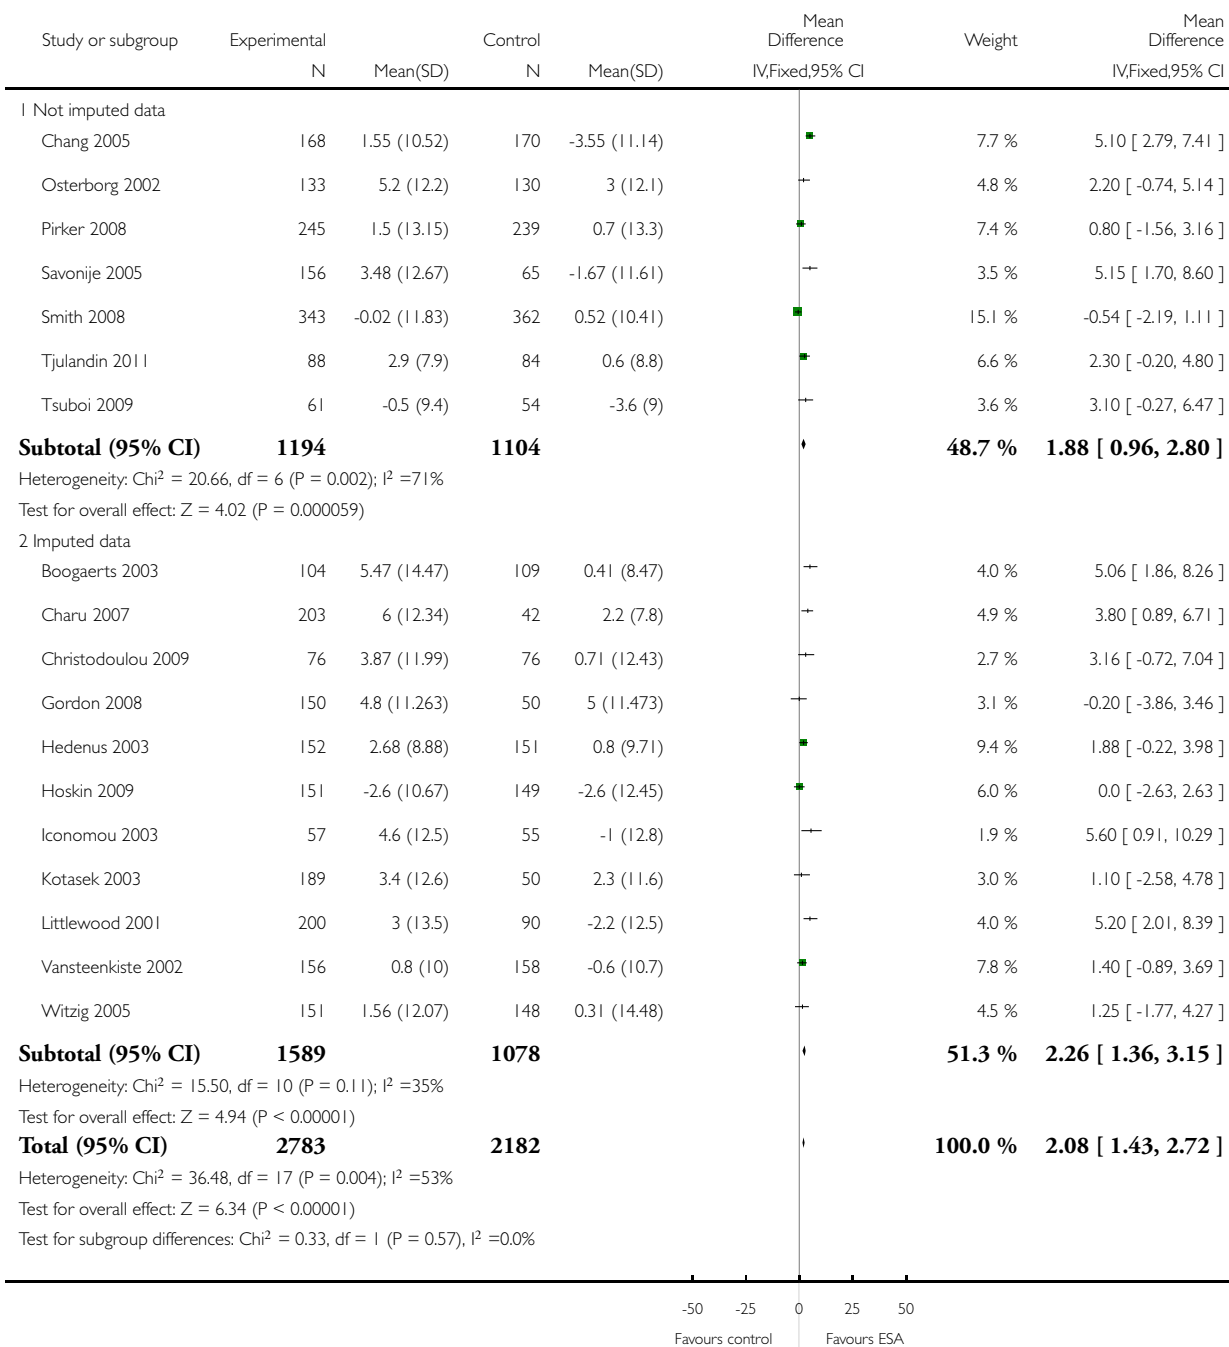 Study or subgroup Experimental Control Mean Difference Weight Mean Difference
N Mean(SD) N Mean(SD) IV,Fixed,95% CI IV,Fixed,95% CI
1 Not imputed data
Chang 2005 168 1.55 (10.52) 170 -3.55 (11.14) 7.7 % 5.10 [ 2.79, 7.41 ]
Osterborg 2002 133 5.2 (12.2) 130 3 (12.1) 4.8 % 2.20 [ -0.74, 5.14 ]
Pirker 2008 245 1.5 (13.15) 239 0.7 (13.3) 7.4 % 0.80 [ -1.56, 3.16 ]
Savonije 2005 156 3.48 (12.67) 65 -1.67 (11.61) 3.5 % 5.15 [ 1.70, 8.60 ]
Smith 2008 343 -0.02 (11.83) 362 0.52 (10.41) 15.1 % -0.54 [ -2.19, 1.11 ]
Tjulandin 2011 88 2.9 (7.9) 84 0.6 (8.8) 6.6 % 2.30 [ -0.20, 4.80 ]
Tsuboi 2009 61 -0.5 (9.4) 54 -3.6 (9) 3.6 % 3.10 [ -0.27, 6.47 ]
Subtotal (95% CI) 1194 1104 48.7 % 1.88 [ 0.96, 2.80 ]
Heterogeneity: Chi² = 20.66, df = 6 (P = 0.002); I² =71%
Test for overall effect: Z = 4.02 (P = 0.000059)
2 Imputed data
Boogaerts 2003 104 5.47 (14.47) 109 0.41 (8.47) 4.0 % 5.06 [ 1.86, 8.26 ]
Charu 2007 203 6 (12.34) 42 2.2 (7.8) 4.9 % 3.80 [ 0.89, 6.71 ]
Christodoulou 2009 76 3.87 (11.99) 76 0.71 (12.43) 2.7 % 3.16 [ -0.72, 7.04 ]
Gordon 2008 150 4.8 (11.263) 50 5 (11.473) 3.1 % -0.20 [ -3.86, 3.46 ]
Hedenus 2003 152 2.68 (8.88) 151 0.8 (9.71) 9.4 % 1.88 [ -0.22, 3.98 ]
Hoskin 2009 151 -2.6 (10.67) 149 -2.6 (12.45) 6.0 % 0.0 [ -2.63, 2.63 ]
Iconomou 2003 57 4.6 (12.5) 55 -1 (12.8) 1.9 % 5.60 [ 0.91, 10.29 ]
Kotasek 2003 189 3.4 (12.6) 50 2.3 (11.6) 3.0 % 1.10 [ -2.58, 4.78 ]
Littlewood 2001 200 3 (13.5) 90 -2.2 (12.5) 4.0 % 5.20 [ 2.01, 8.39 ]
Vansteenkiste 2002 156 0.8 (10) 158 -0.6 (10.7) 7.8 % 1.40 [ -0.89, 3.69 ]
Witzig 2005 151 1.56 (12.07) 148 0.31 (14.48) 4.5 % 1.25 [ -1.77, 4.27 ]
Subtotal (95% CI) 1589 1078 51.3 % 2.26 [ 1.36, 3.15 ]
Heterogeneity: Chi² = 15.50, df = 10 (P = 0.11); I² =35%
Test for overall effect: Z = 4.94 (P < 0.00001)
Total (95% CI) 2783 2182 100.0 % 2.08 [ 1.43, 2.72 ]
Heterogeneity: Chi² = 36.48, df = 17 (P = 0.004); I² =53%
Test for overall effect: Z = 6.34 (P < 0.00001)
Test for subgroup differences: Chi² = 0.33, df = 1 (P = 0.57), I² =0.0%
-50 -25 0 25 50
Favours control Favours ESA